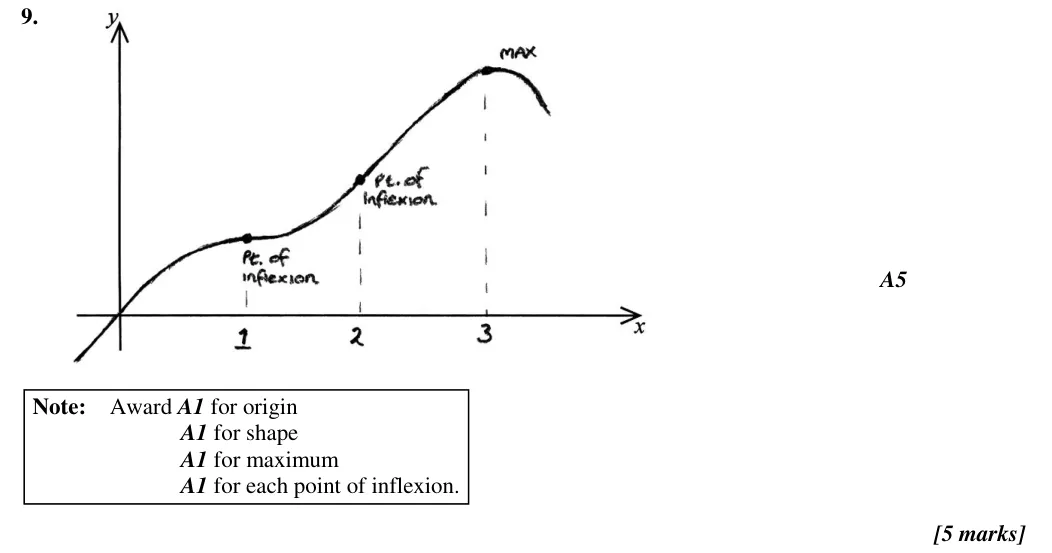 9.
y
MAX
Pt. of
inflexion
Pt. of
inflexion
A5
x
1
2
3
Note: Award A1 for origin
A1 for shape
A1 for maximum
A1 for each point of inflexion.
[5 marks]